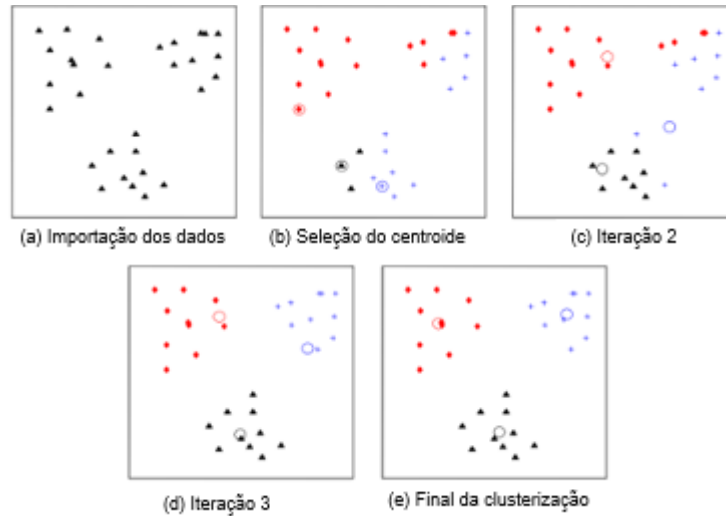 (a) Importação dos dados
(b) Seleção do centroide
(c) Iteração 2
(d) Iteração 3
(e) Final da clusterização